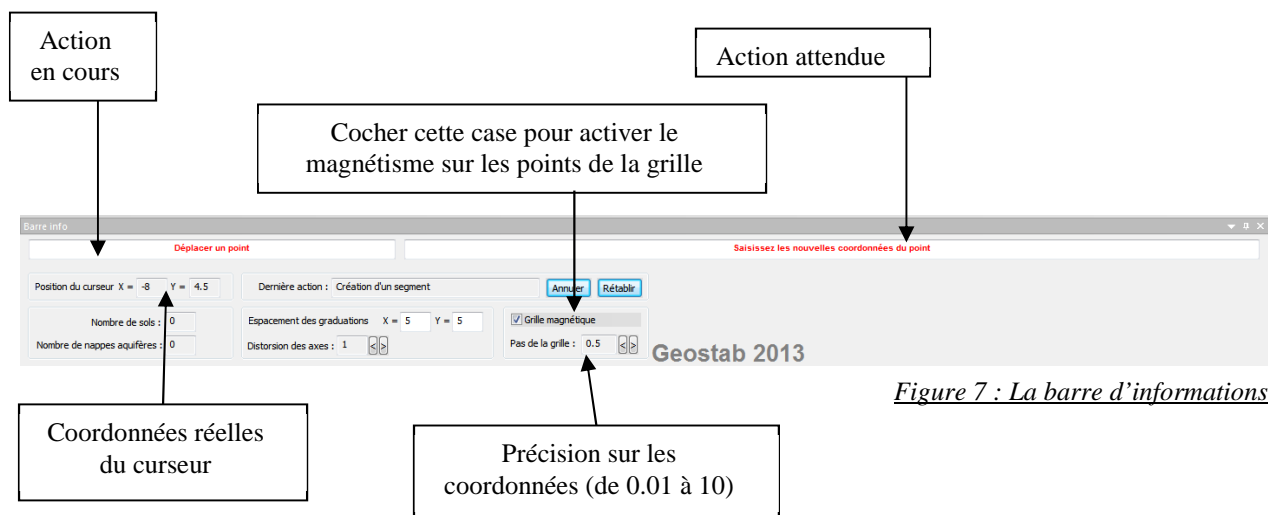 Action
en cours
Action attendue
Cocher cette case pour activer le
magnétisme sur les points de la grille
Barre info
Déplacer un point
Saisissez les nouvelles coordonnées du point
Position du curseur X = -8 Y = 4.5
Dernière action : Création d'un segment
Annuler Rétablir
Nombre de sols : 0
Espacement des graduations X = 5 Y = 5
Grille magnétique
Nombre de nappes aquifères : 0
Distorsion des axes : 1 < >
Pas de la grille : 0.5 < >
Geostab 2013
Figure 7 : La barre d'informations
Coordonnées réelles
du curseur
Précision sur les
coordonnées (de 0.01 à 10)